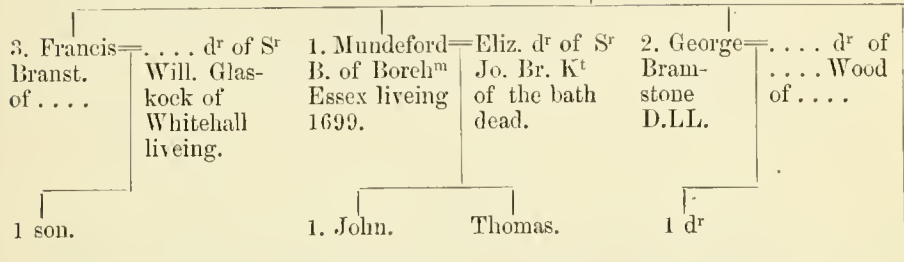 3. Francis=.... dʳ of Sʳ
Branst. Will. Glas-
of .... kock of
Whitehall
liveing.
1. Mundeford=Eliz. dʳ of Sʳ
B. of Borehᵐ Jo. Br. Kᵗ
Essex liveing of the bath
1699. dead.
2. George=.... dʳ of
Bram- .... Wood
stone of ....
D.LL.
1 son.
1. John. Thomas.
1 dʳ